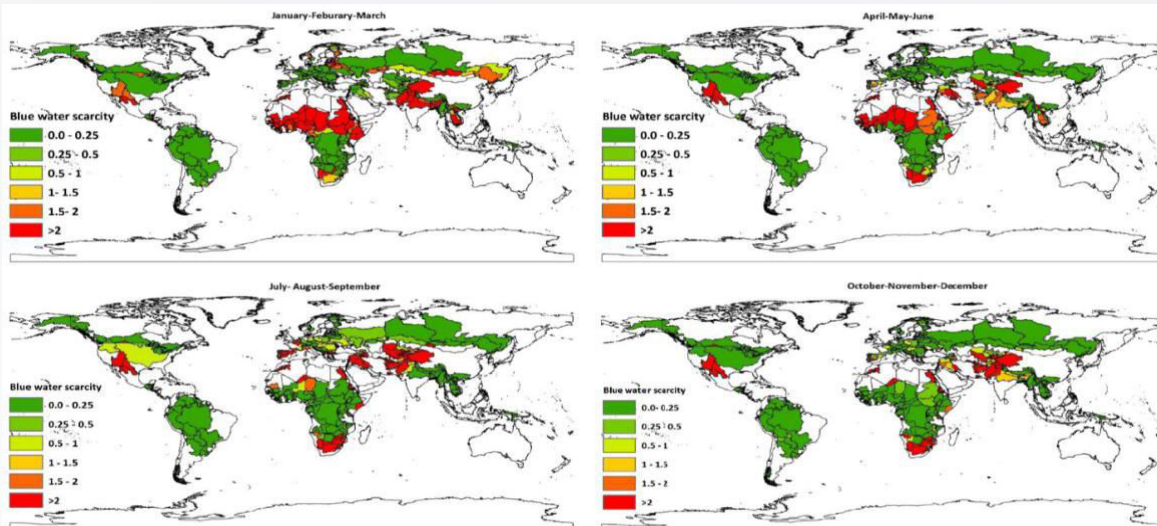 January-Feburary-March
Blue water scarcity
0.0 - 0.25
0.25 - 0.5
0.5 - 1
1- 1.5
1.5- 2
>2
April-May-June
Blue water scarcity
0.0 - 0.25
0.25 - 0.5
0.5 - 1
1 - 1.5
1.5- 2
>2
July- August-September
Blue water scarcity
0.0 - 0.25
0.25 - 0.5
0.5 - 1
1 - 1.5
1.5 - 2
>2
October-November-December
Blue water scarcity
0.0- 0.25
0.25 - 0.5
0.5 - 1
1 - 1.5
1.5 - 2
>2